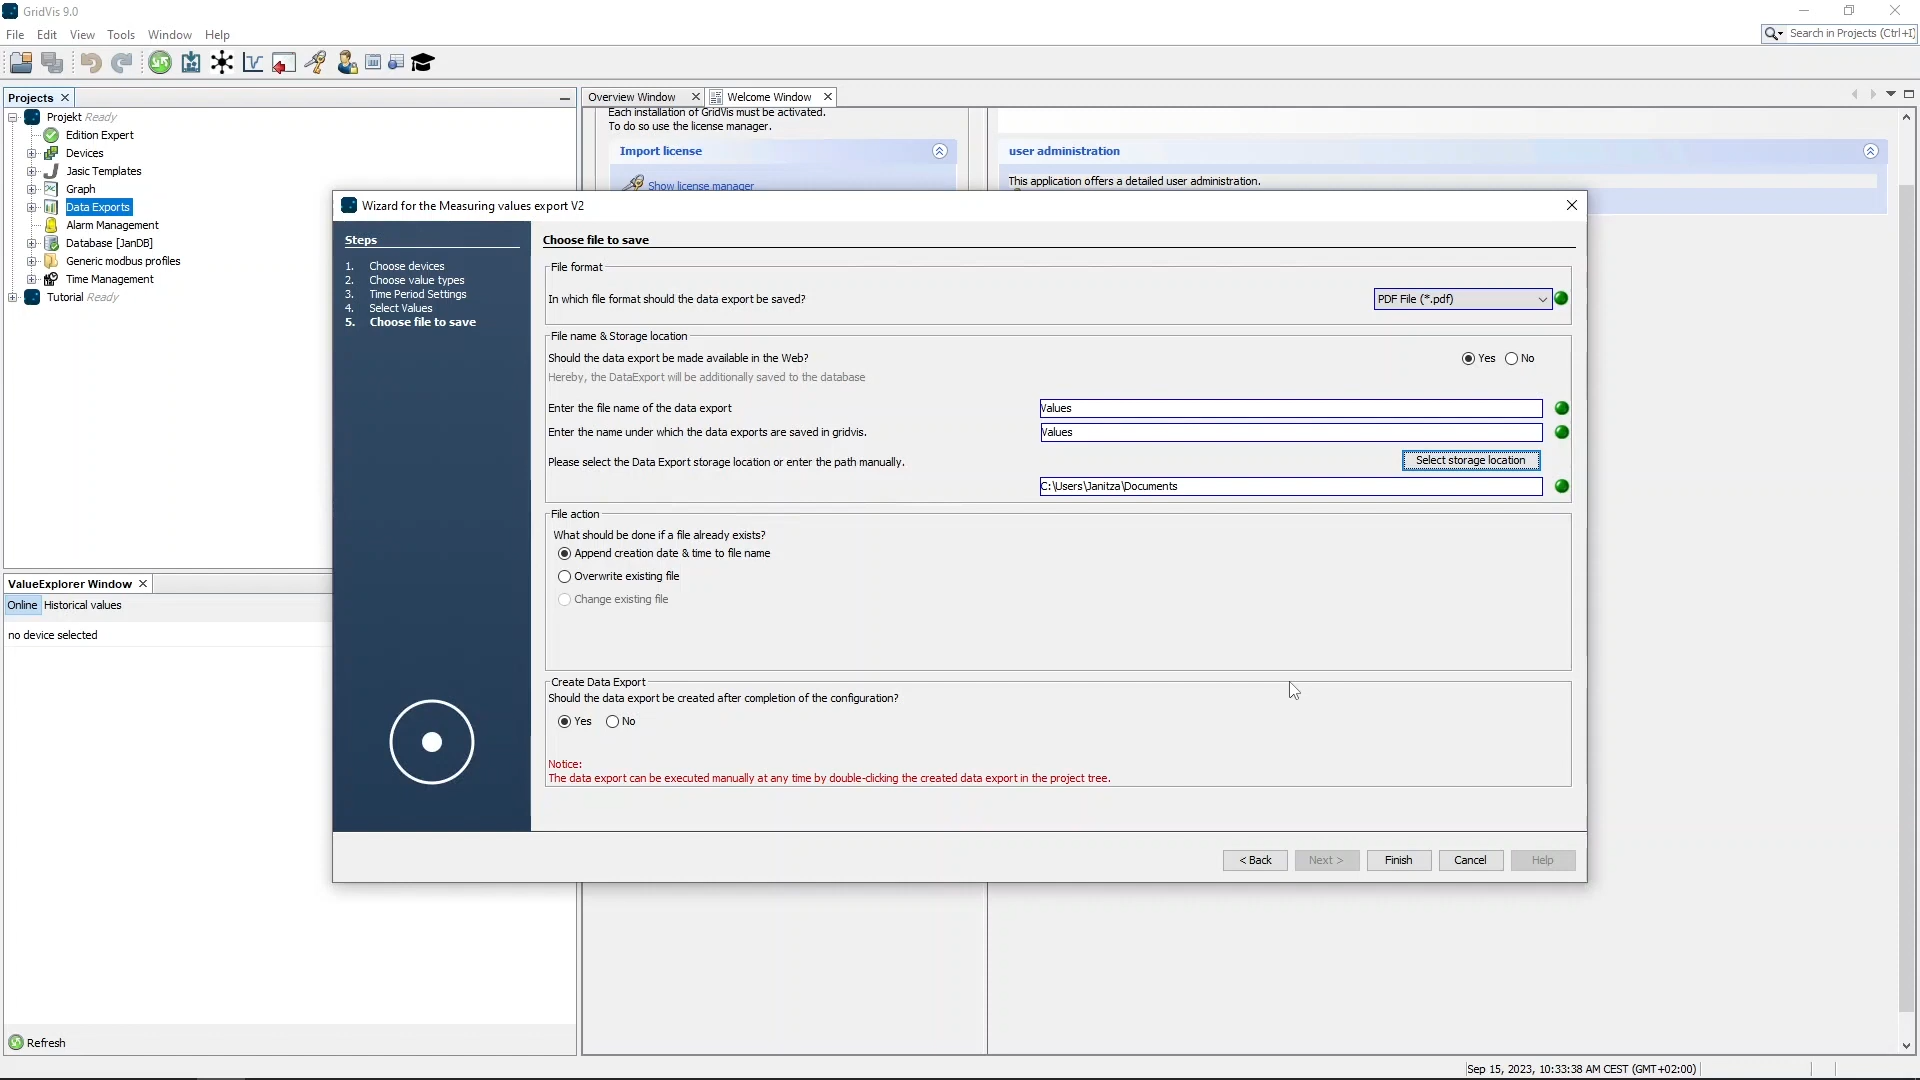 GridVis 9.0
File Edit View Tools Window Help
Search in Projects (Ctrl+I)
Projects
Projekt Ready
Edition Expert
Devices
Jasic Templates
Graph
Data Exports
Alarm Management
Database [JanDB]
Generic modbus profiles
Time Management
Tutorial Ready
Overview Window
Welcome Window
Each installation of GridVis must be activated.
To do so use the license manager.
Import license
Show license manager
user administration
This application offers a detailed user administration.
Wizard for the Measuring values export V2
Steps
1. Choose devices
2. Choose value types
3. Time Period Settings
4. Select Values
5. Choose file to save
Choose file to save
File format
In which file format should the data export be saved?
PDF File (*.pdf)
File name & Storage location
Should the data export be made available in the Web?
Yes No
Hereby, the DataExport will be additionally saved to the database
Enter the file name of the data export
Values
Enter the name under which the data exports are saved in gridvis.
Values
Please select the Data Export storage location or enter the path manually.
Select storage location
C:\Users\Janitza\Documents
File action
What should be done if a file already exists?
Append creation date & time to file name
Overwrite existing file
Change existing file
Create Data Export
Should the data export be created after completion of the configuration?
Yes No
Notice:
The data export can be executed manually at any time by double-clicking the created data export in the project tree.
< Back Next > Finish Cancel Help
ValueExplorer Window
Online Historical values
no device selected
Refresh
Sep 15, 2023, 10:33:38 AM CEST (GMT+02:00)